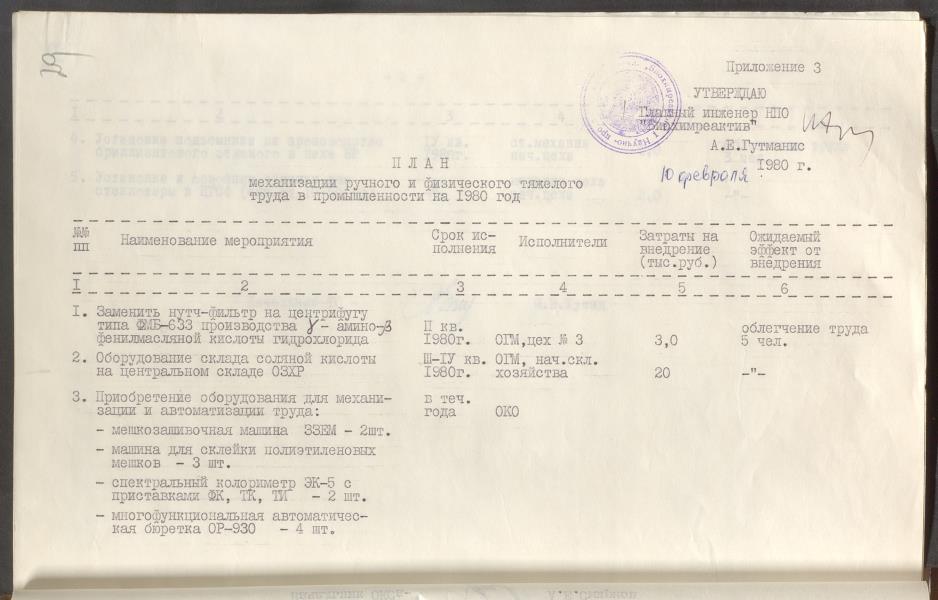 29
Приложение 3
УТВЕРЖДАЮ
Главный инженер НПО
"Биохимреактив"
А.Е.Гутманис
10 февраля 1980 г.
П Л А Н
механизации ручного и физического тяжелого
труда в промышленности на 1980 год
№№ пп Наименование мероприятия Срок исполнения Исполнители Затраты на внедрение (тыс.руб.) Ожидаемый эффект от внедрения
I 2 3 4 5 6
I. Заменить нутч-фильтр на центрифугу
типа ФМБ-633 производства γ - амино-β
фенилмасляной кислоты гидрохлорида
II кв.
1980г. ОГМ,цех № 3 3,0
облегчение труда
5 чел.
2. Оборудование склада соляной кислоты
на центральном складе ОЗХР
Ш-IУ кв. ОГМ, нач.скл.
1980г. хозяйства 20 -"-
3. Приобретение оборудования для механи-
зации и автоматизации труда:
в теч.
года ОКО
- мешкозашивочная машина ЗЗЕМ - 2шт.
- машина для склейки полиэтиленовых
мешков - 3 шт.
- спектральный колориметр ЭК-5 с
приставками ФК, ТК, ТИ - 2 шт.
- многофункциональная автоматичес-
кая бюретка ОР-930 - 4 шт.